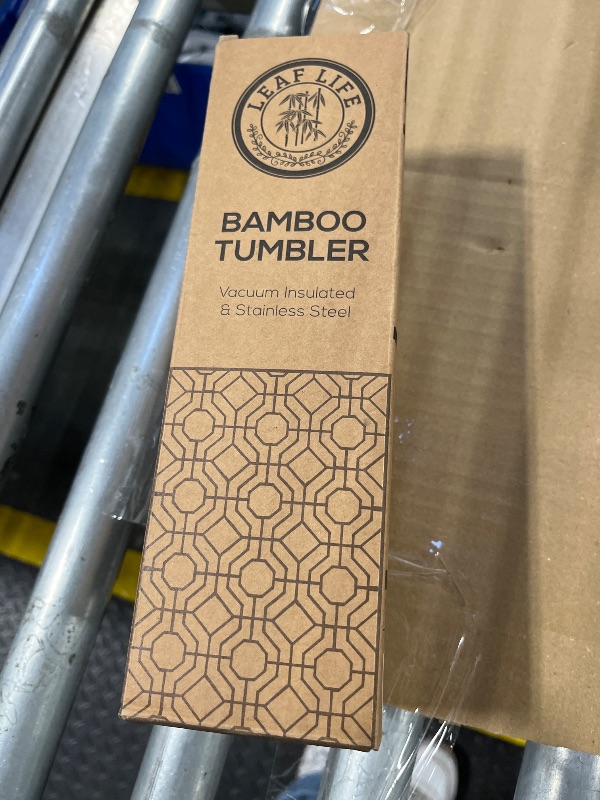 LEAF LIFE
BAMBOO
TUMBLER
Vacuum Insulated
& Stainless Steel